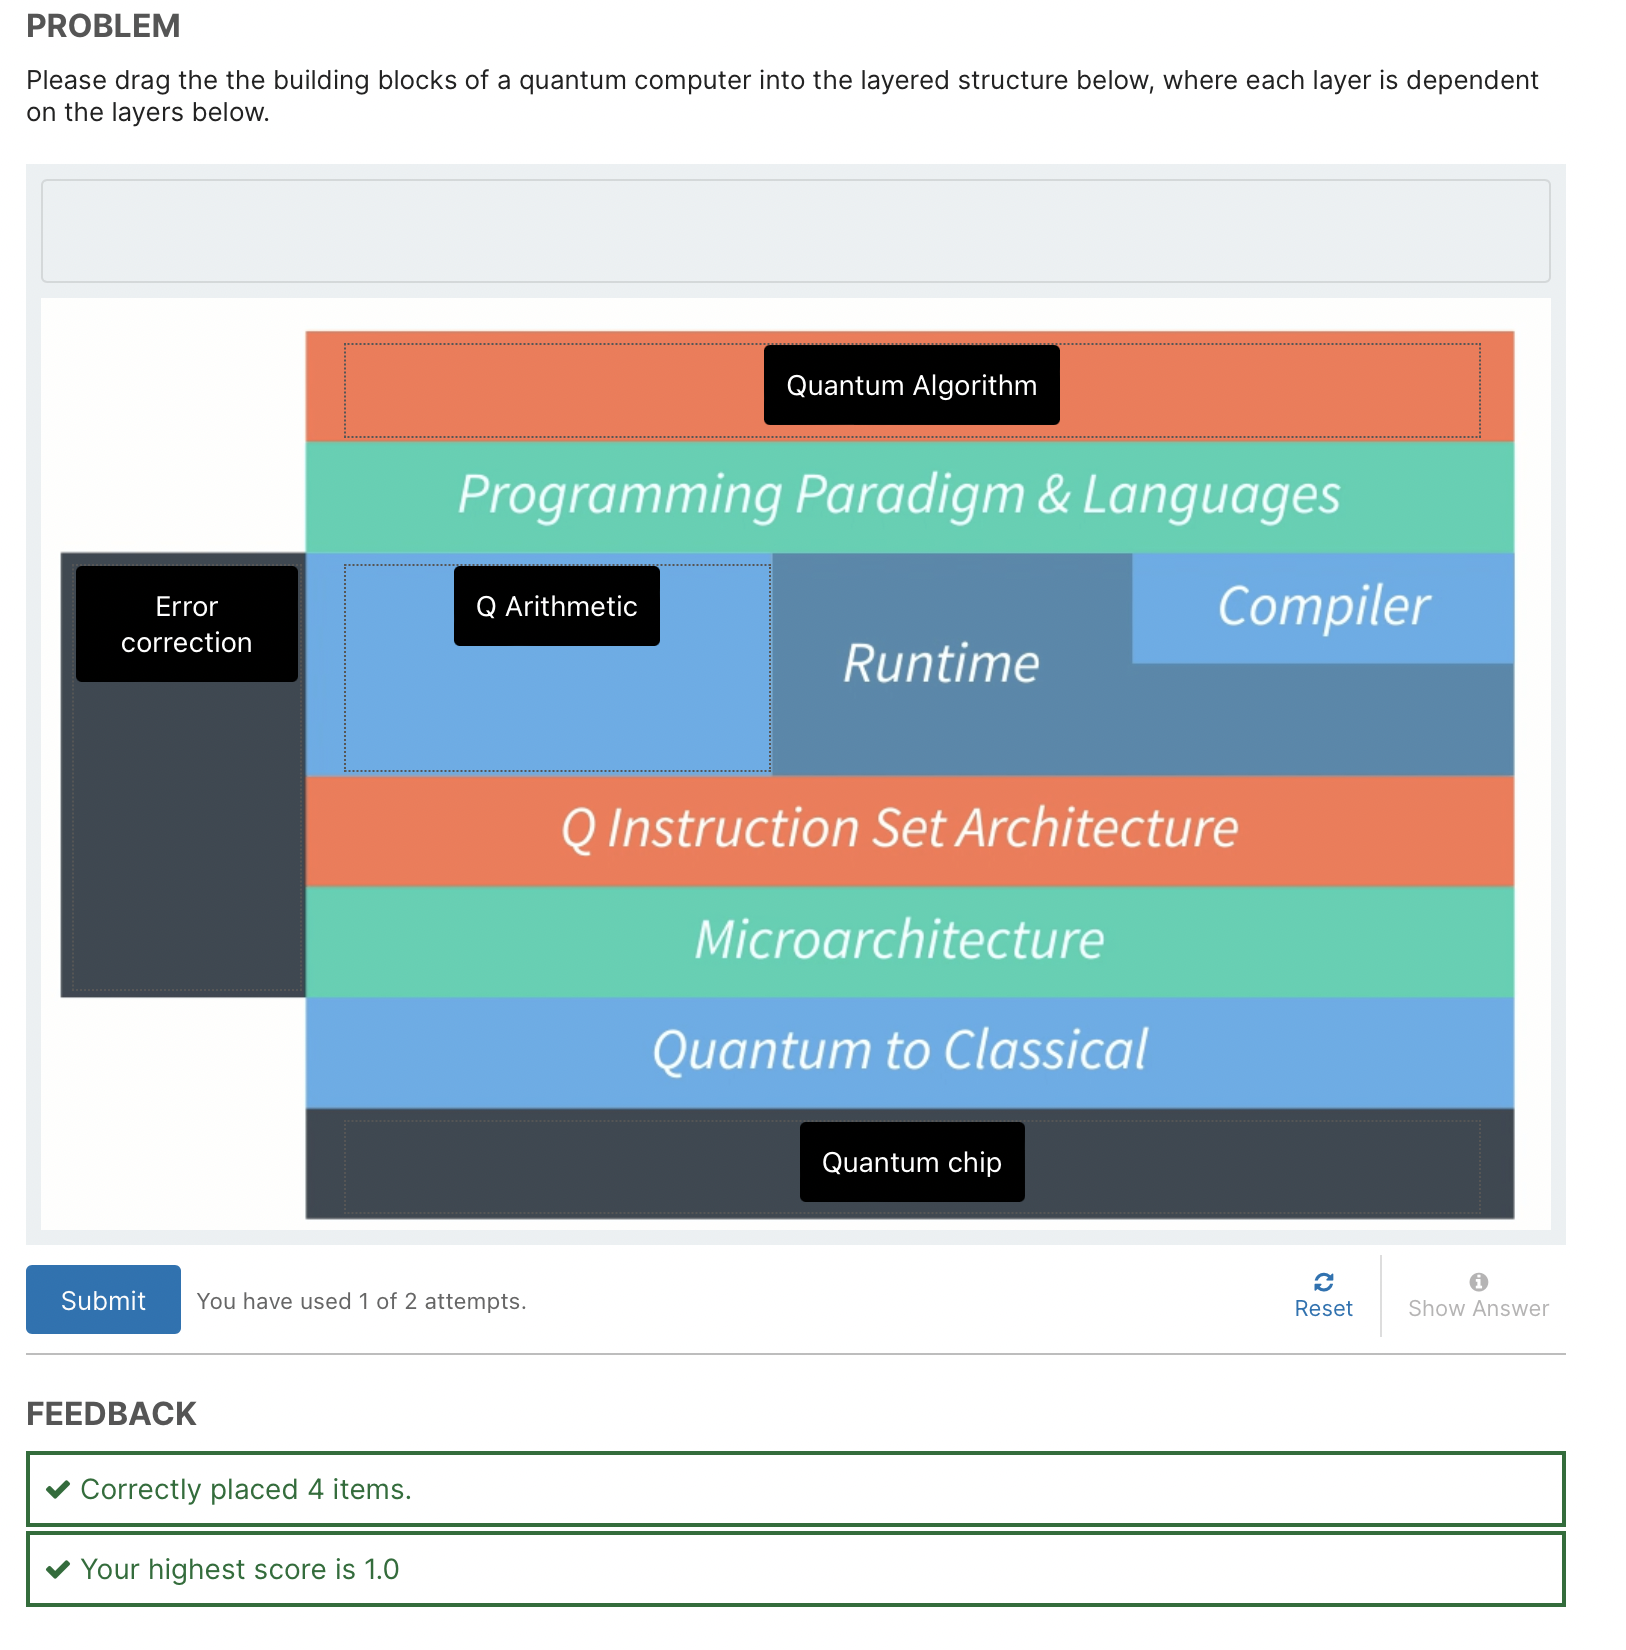 PROBLEM
Please drag the the building blocks of a quantum computer into the layered structure below, where each layer is dependent
on the layers below.
Quantum Algorithm
Programming Paradigm & Languages
Error
correction
Q Arithmetic
Runtime
Compiler
Q Instruction Set Architecture
Microarchitecture
Quantum to Classical
Quantum chip
Submit
You have used 1 of 2 attempts.
Reset
Show Answer
FEEDBACK
Correctly placed 4 items.
Your highest score is 1.0